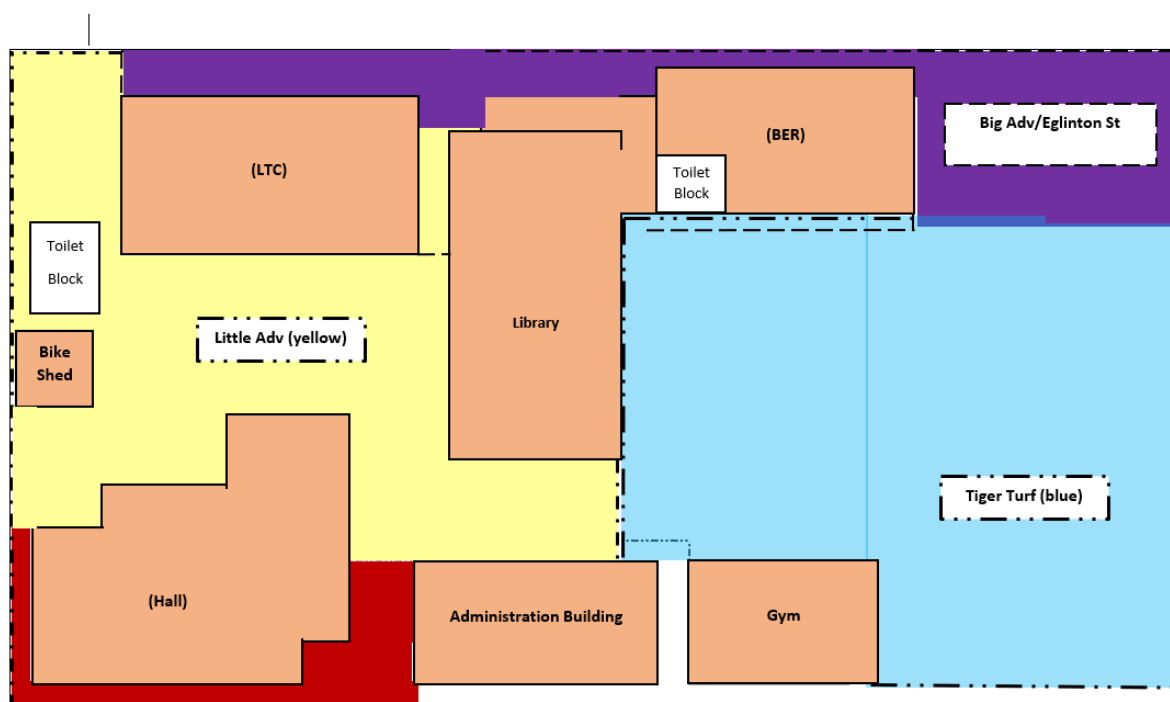 Big Adv/Eglinton St
(BER)
(LTC)
Toilet
Block
Toilet
Block
Little Adv (yellow)
Library
Bike
Shed
Tiger Turf (blue)
(Hall)
Administration Building
Gym